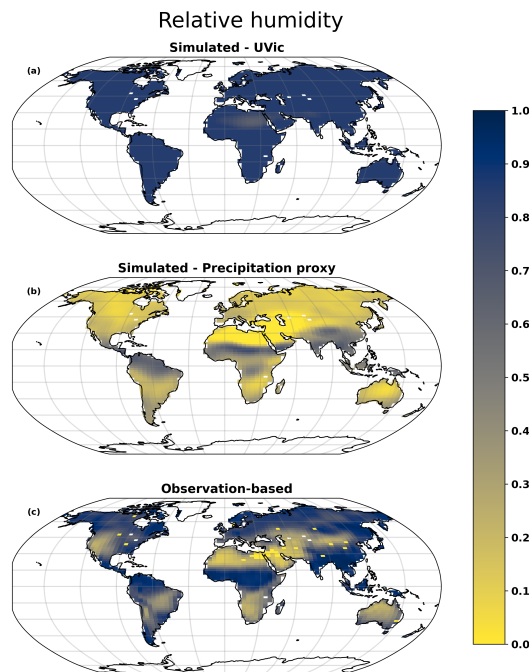 Relative humidity
Simulated - UVic
(a)
Simulated - Precipitation proxy
(b)
Observation-based
(c)
1.0
0.9
0.8
0.7
0.6
0.5
0.4
0.3
0.2
0.1
0.0